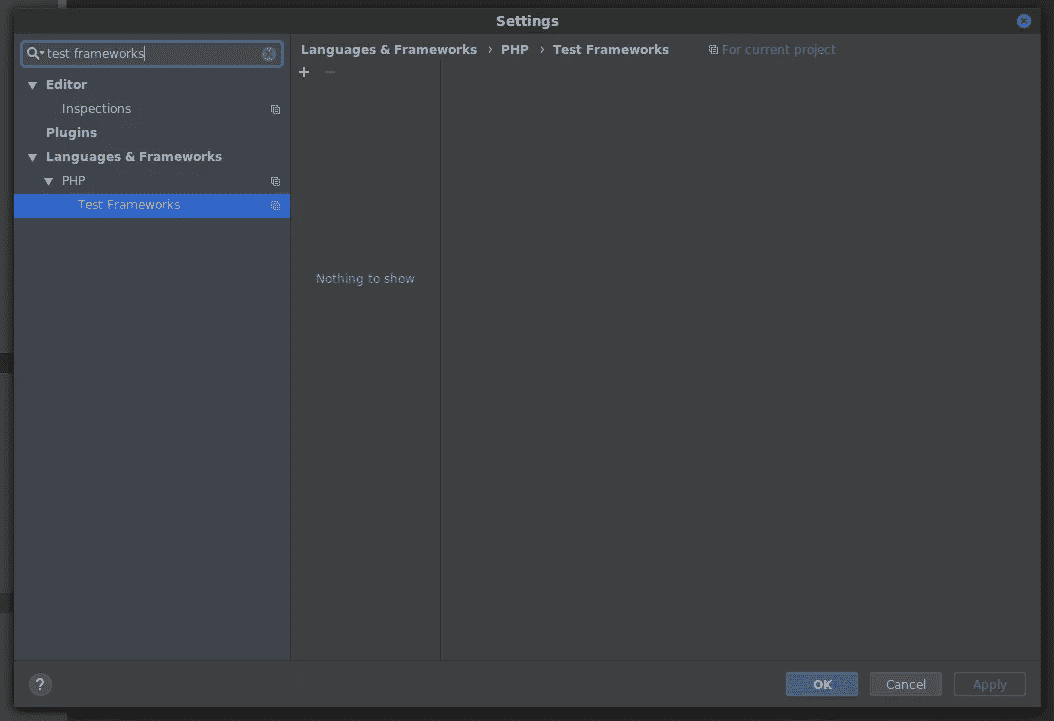 Settings
test frameworks
Editor
Inspections
Plugins
Languages & Frameworks
PHP
Test Frameworks
Languages & Frameworks › PHP › Test Frameworks For current project
+ −
Nothing to show
?
OK Cancel Apply